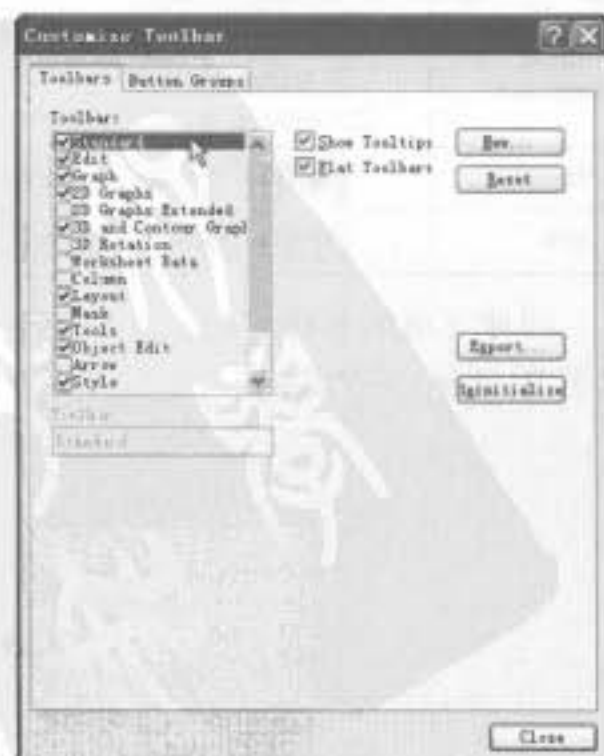 Customize Toolbar
Toolbars Button Groups
Toolbar:
Standard
Edit
Graph
2D Graphs
2D Graphs Extended
3D and Contour Grapl
3D Rotation
Worksheet Data
Column
Layout
Mask
Tools
Object Edit
Arrow
Style
Show Tooltips
Flat Toolbars
New...
Reset
Export...
Reinitialize
Toolbar
Standard
Close